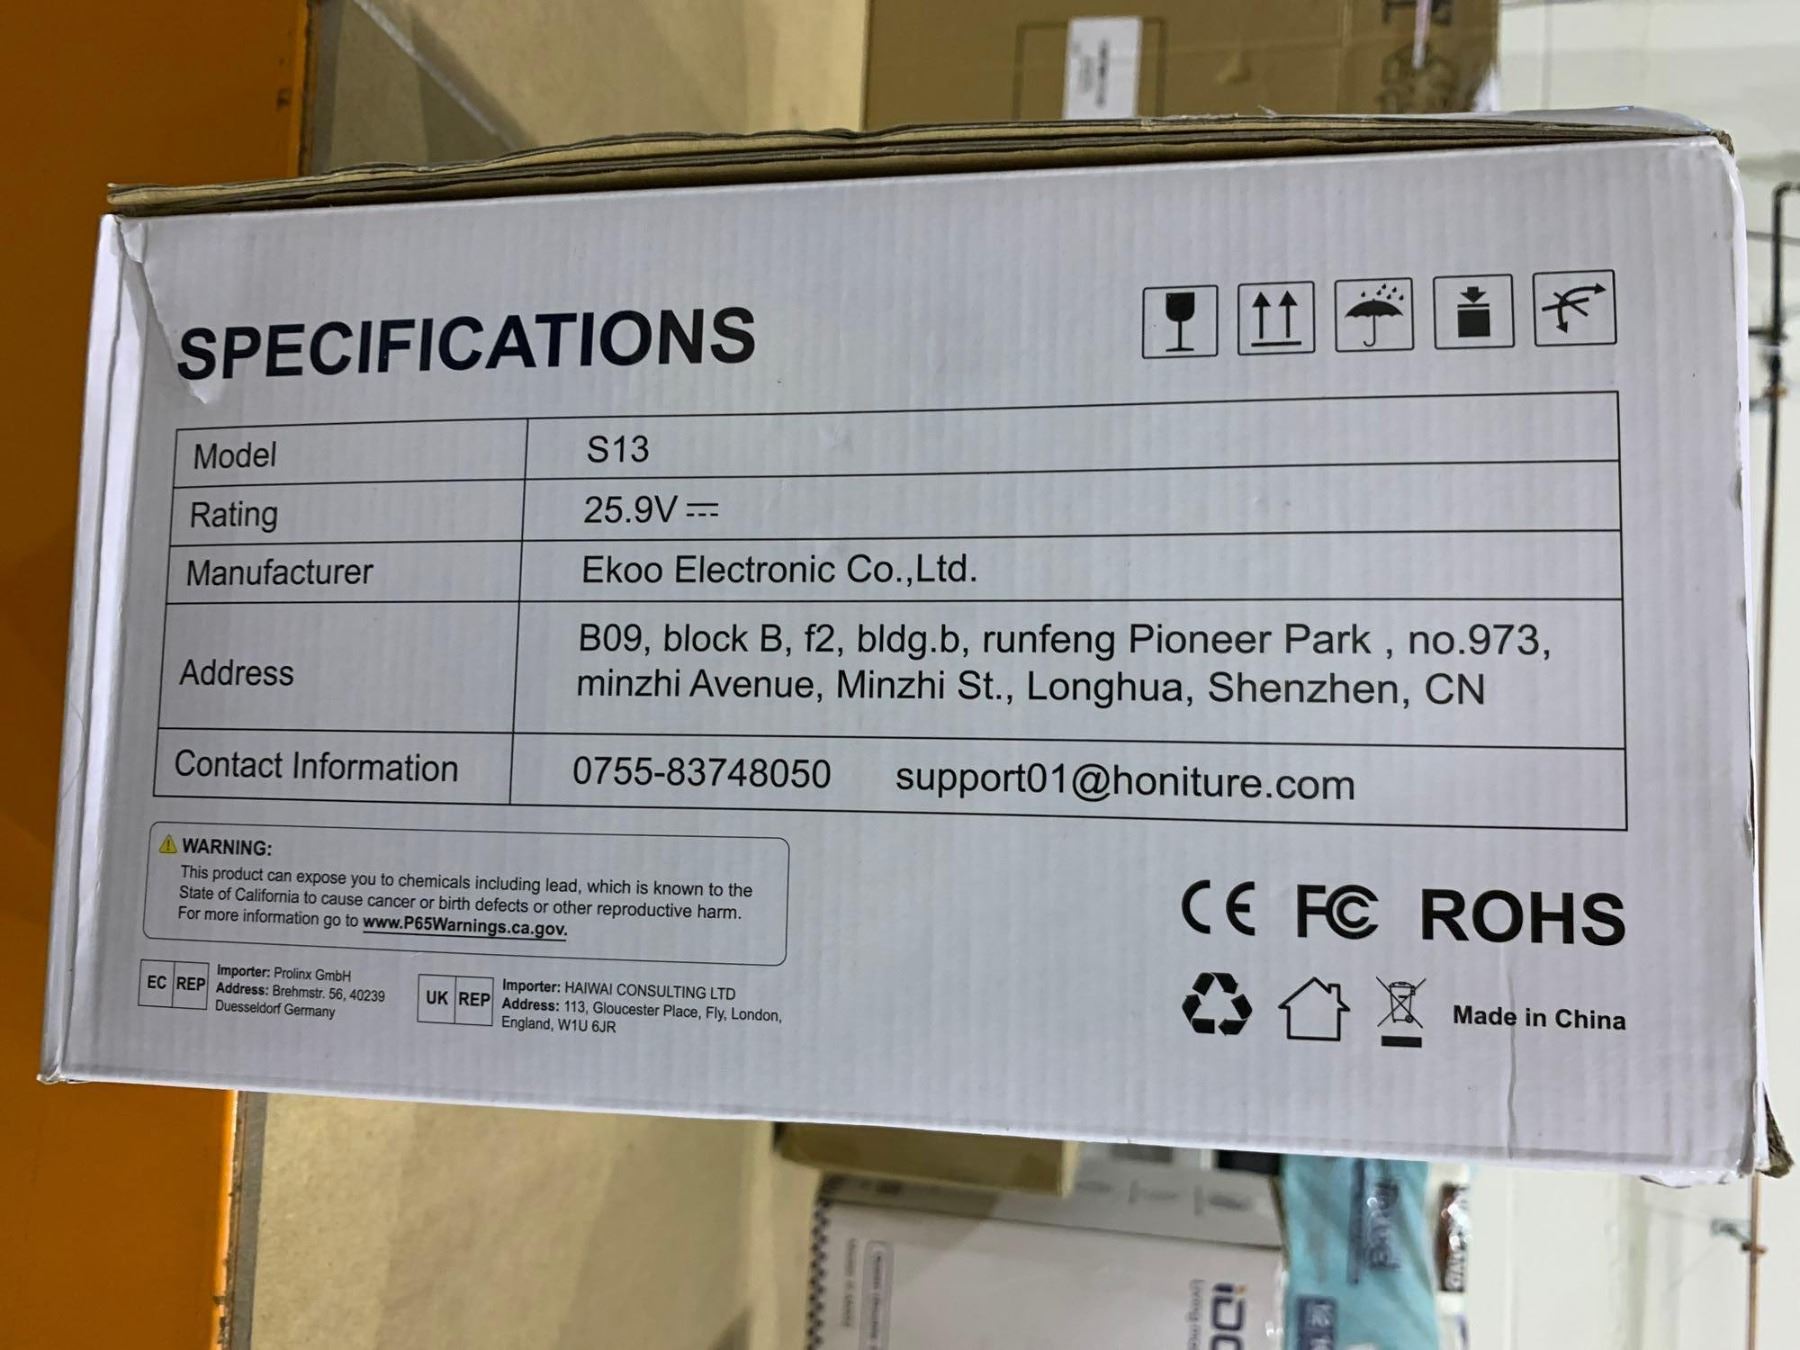 SPECIFICATIONS
Model S13
Rating 25.9V ⎓
Manufacturer Ekoo Electronic Co.,Ltd.
Address B09, block B, f2, bldg.b, runfeng Pioneer Park , no.973,
minzhi Avenue, Minzhi St., Longhua, Shenzhen, CN
Contact Information 0755-83748050 support01@honiture.com
WARNING:
This product can expose you to chemicals including lead, which is known to the
State of California to cause cancer or birth defects or other reproductive harm.
For more information go to www.P65Warnings.ca.gov.
CE FC ROHS
EC REP
Importer: Prolinx GmbH
Address: Brehmstr. 56, 40239
Duesseldorf Germany
UK REP
Importer: HAIWAI CONSULTING LTD
Address: 113, Gloucester Place, Fly, London,
England, W1U 6JR
Made in China